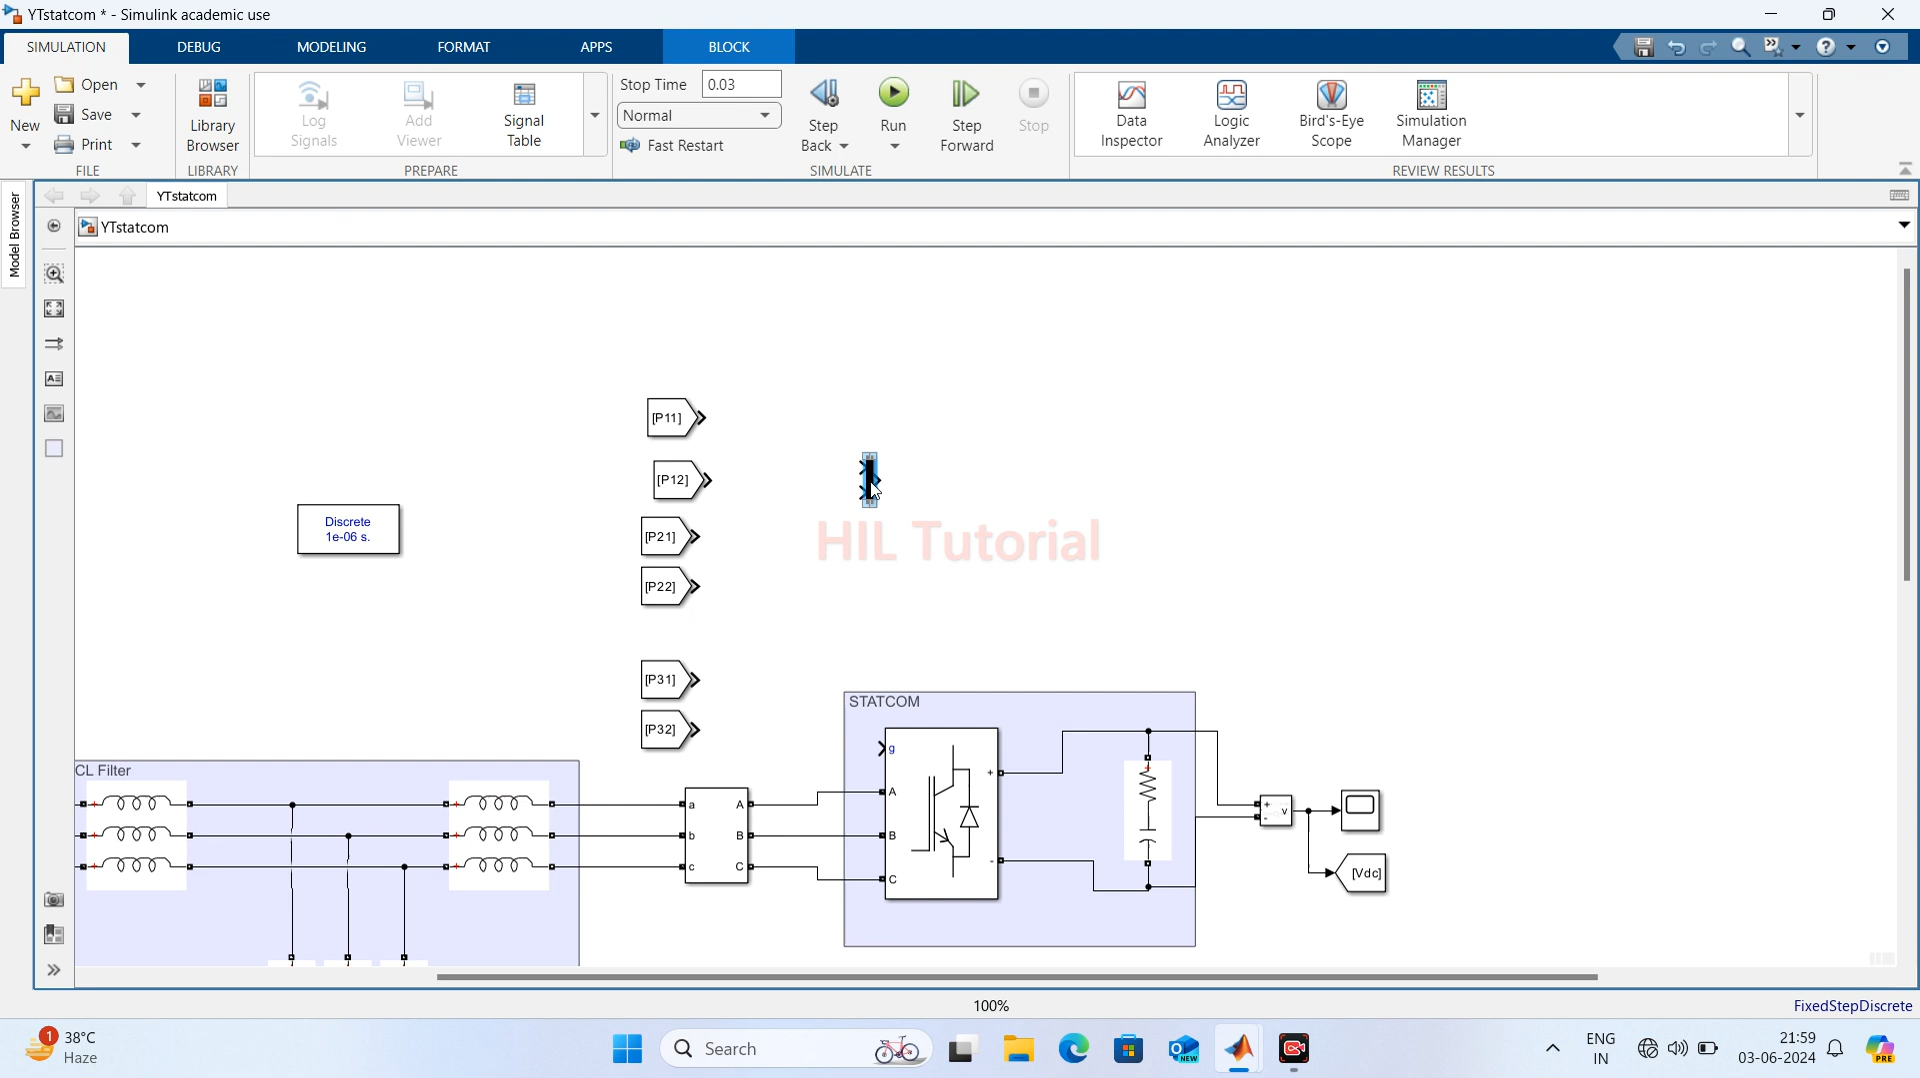 YTstatcom * - Simulink academic use
SIMULATION DEBUG MODELING FORMAT APPS BLOCK
New
Open
Save
Print
FILE
Library
Browser
LIBRARY
Log
Signals
Add
Viewer
Signal
Table
PREPARE
Stop Time 0.03
Normal
Fast Restart
Step
Back
Run
Step
Forward
Stop
SIMULATE
Data
Inspector
Logic
Analyzer
Bird's-Eye
Scope
Simulation
Manager
REVIEW RESULTS
Model Browser
YTstatcom
YTstatcom
[P11]
[P12]
[P21]
[P22]
[P31]
[P32]
Discrete
1e-06 s.
HIL Tutorial
STATCOM
g
A
B
C
+
-
CL Filter
a A
b B
c C
+ v
-
[Vdc]
100%
FixedStepDiscrete
1
38°C
Haze
Search
NEW
ENG
IN
21:59
03-06-2024
PRE